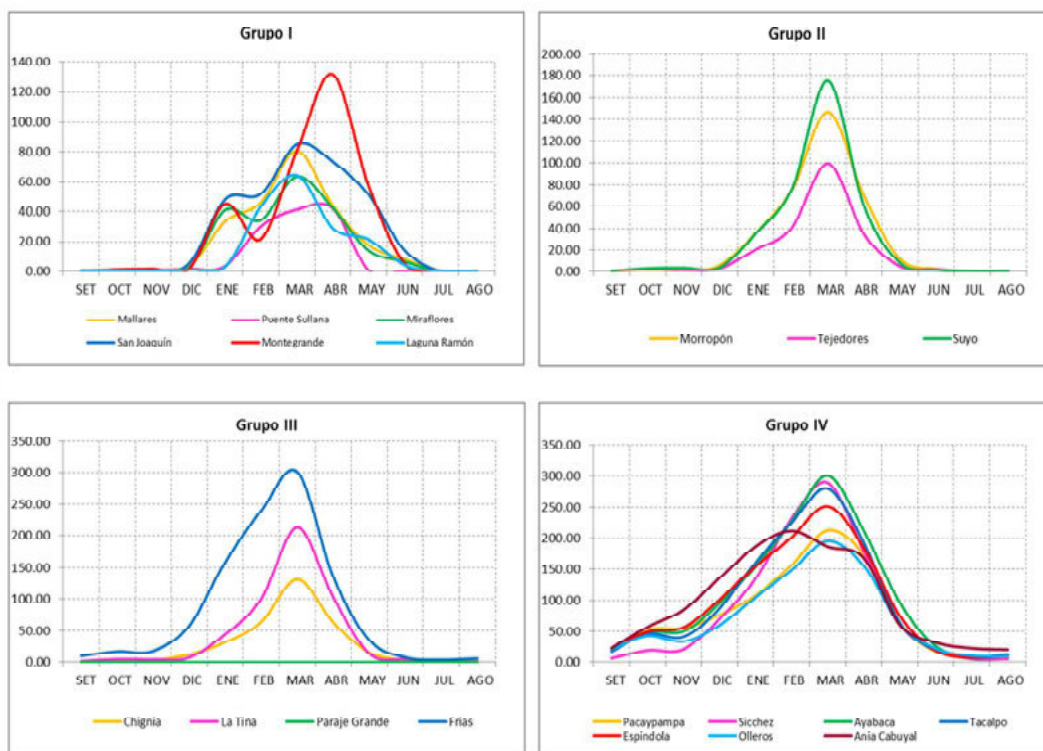 Grupo I
140.00
120.00
100.00
80.00
60.00
40.00
20.00
0.00
SET OCT NOV DIC ENE FEB MAR ABR MAY JUN JUL AGO
Mallares Puente Sullana Miraflores
San Joaquín Montegrande Laguna Ramón
Grupo II
200.00
180.00
160.00
140.00
120.00
100.00
80.00
60.00
40.00
20.00
0.00
SET OCT NOV DIC ENE FEB MAR ABR MAY JUN JUL AGO
Morropón Tejedores Suyo
Grupo III
350.00
300.00
250.00
200.00
150.00
100.00
50.00
0.00
SET OCT NOV DIC ENE FEB MAR ABR MAY JUN JUL AGO
Chignia La Tina Paraje Grande Frias
Grupo IV
350.00
300.00
250.00
200.00
150.00
100.00
50.00
0.00
SET OCT NOV DIC ENE FEB MAR ABR MAY JUN JUL AGO
Pacaypampa Sicchez Ayabaca Tacalpo
Espíndola Olleros Ania Cabuyal